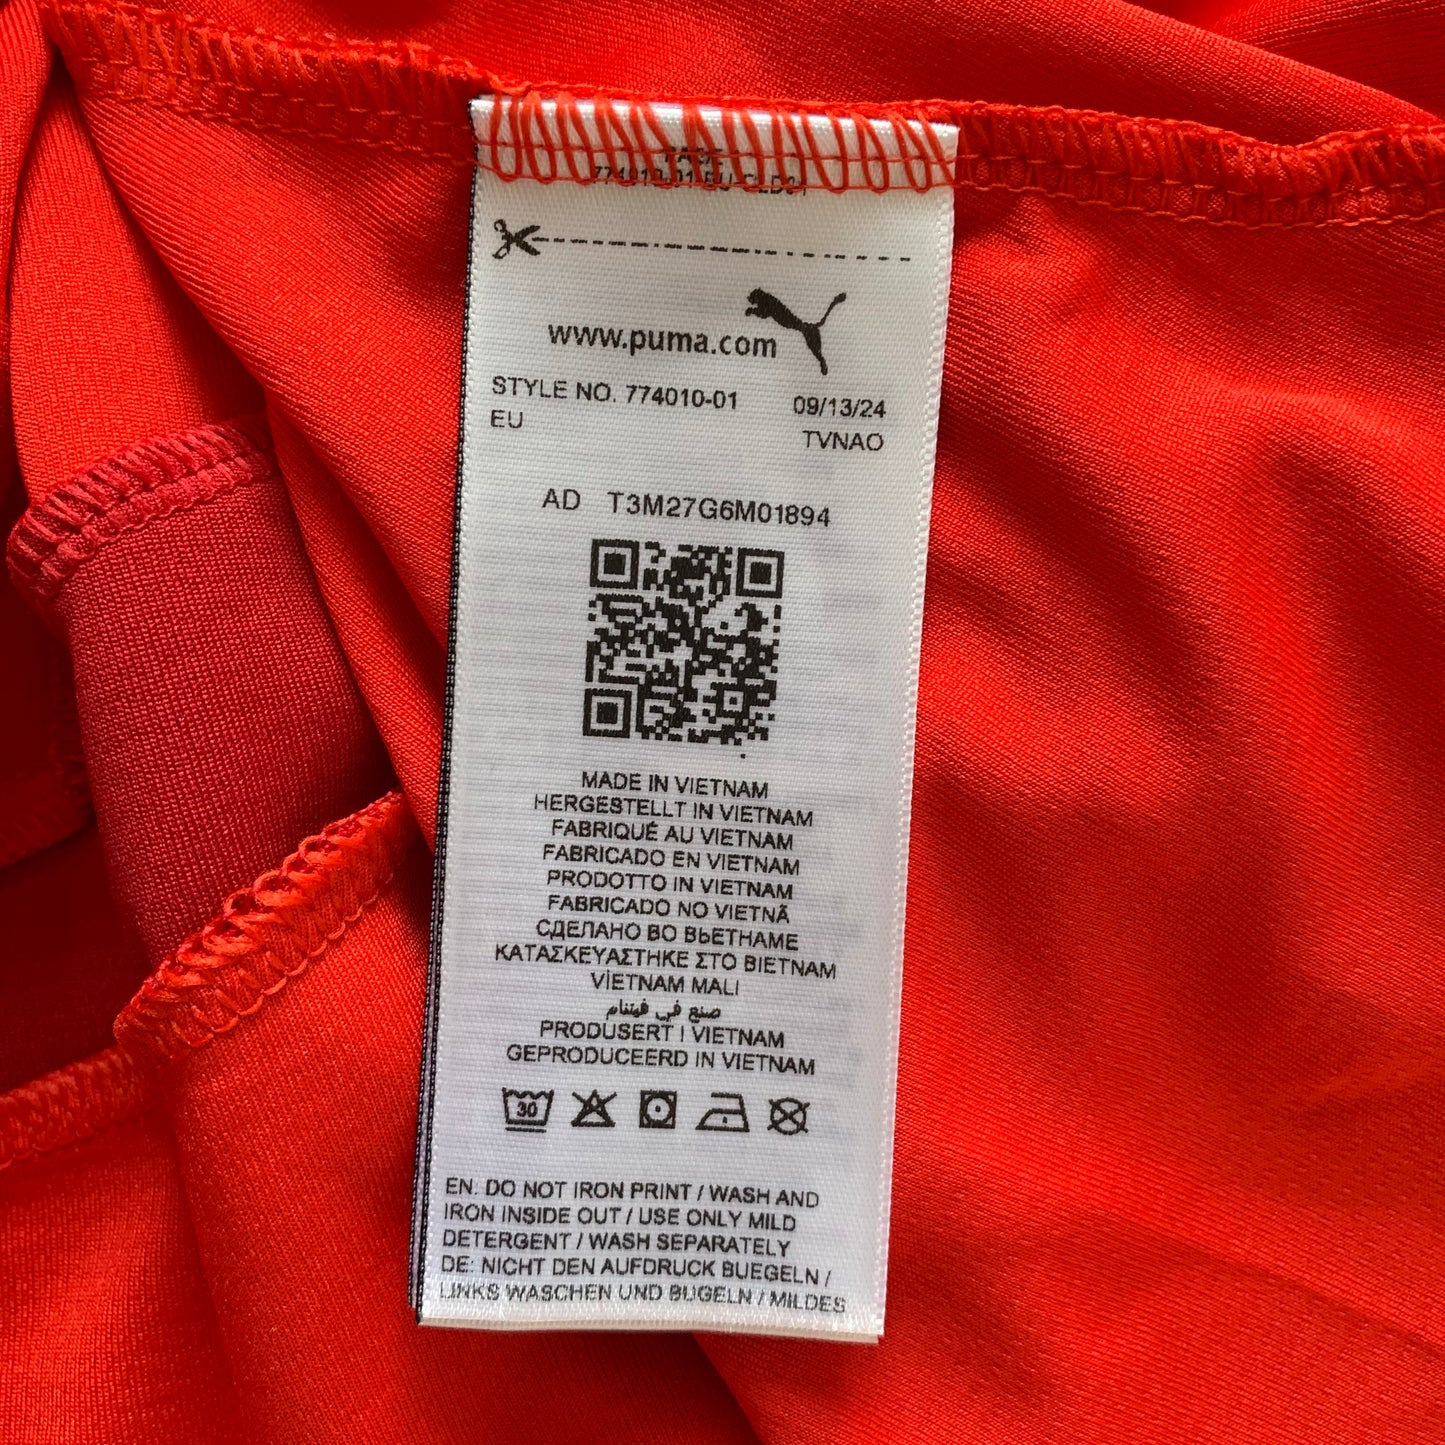 www.puma.com
STYLE NO. 774010-01 09/13/24
EU TVNAO
AD T3M27G6M01894
MADE IN VIETNAM
HERGESTELLT IN VIETNAM
FABRIQUÉ AU VIETNAM
FABRICADO EN VIETNAM
PRODOTTO IN VIETNAM
FABRICADO NO VIETNÃ
СДЕЛАНО ВО ВЬЕТНАМЕ
ΚΑΤΑΣΚΕΥΑΣΤΗΚΕ ΣΤΟ ΒΙΕΤΝΑΜ
VİETNAM MALI
صنع في فيتنام
PRODUSERT I VIETNAM
GEPRODUCEERD IN VIETNAM
30
EN: DO NOT IRON PRINT / WASH AND
IRON INSIDE OUT / USE ONLY MILD
DETERGENT / WASH SEPARATELY
DE: NICHT DEN AUFDRUCK BUEGELN /
LINKS WASCHEN UND BÜGELN / MILDES